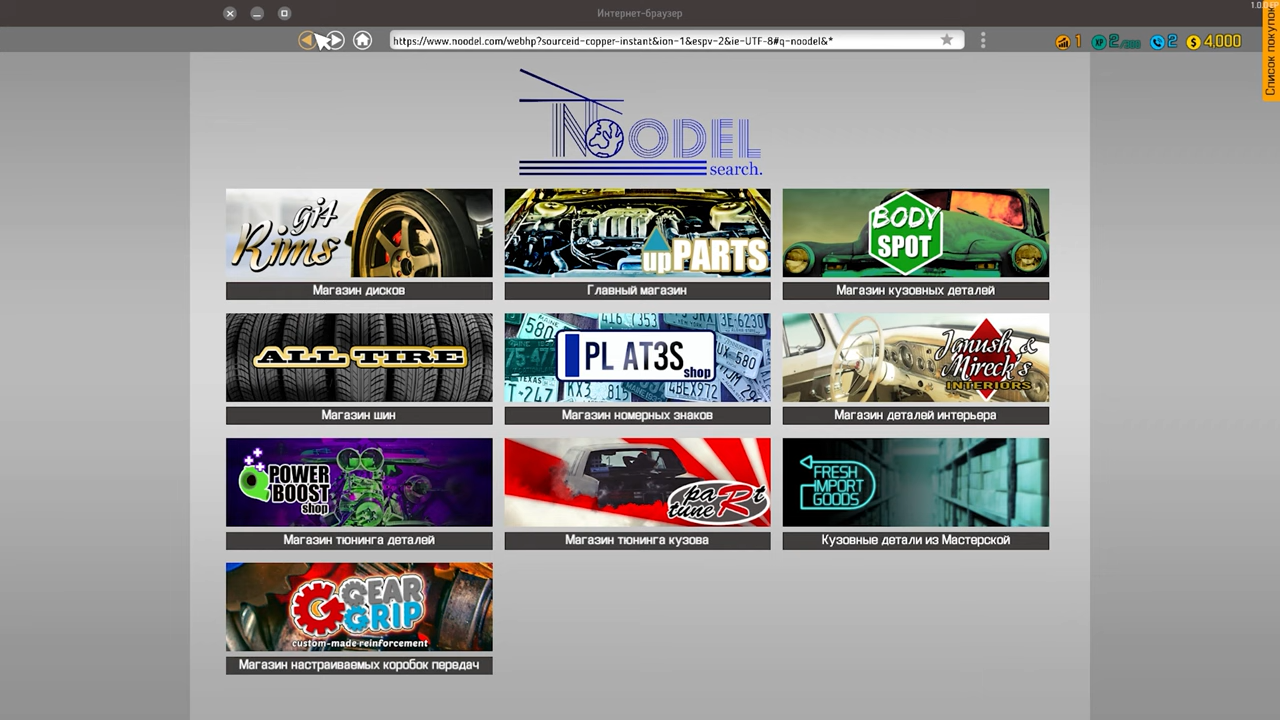 Интернет-браузер
https://www.noodel.com/webhp?sourceid-copper-instant&ion-1&espv-2&ie-UTF-8#q-noodel&*
1
XP 2/
2
$ 4,000
Список покупок
NOODEL
search.
gj4
Rims
Магазин дисков
upPARTS
Главный магазин
BODY
SPOT
Магазин кузовных деталей
ALL TIRE
Магазин шин
PL AT3S
shop
Магазин номерных знаков
Janush &
Mireck's
INTERIORS
Магазин деталей интерьера
POWER
BOOST
shop
Магазин тюнинга деталей
paRt
tuneR
Магазин тюнинга кузова
FRESH
IMPORT
GOODS
Кузовные детали из Мастерской
GEAR
GRIP
custom-made reinforcement
Магазин настраиваемых коробок передач